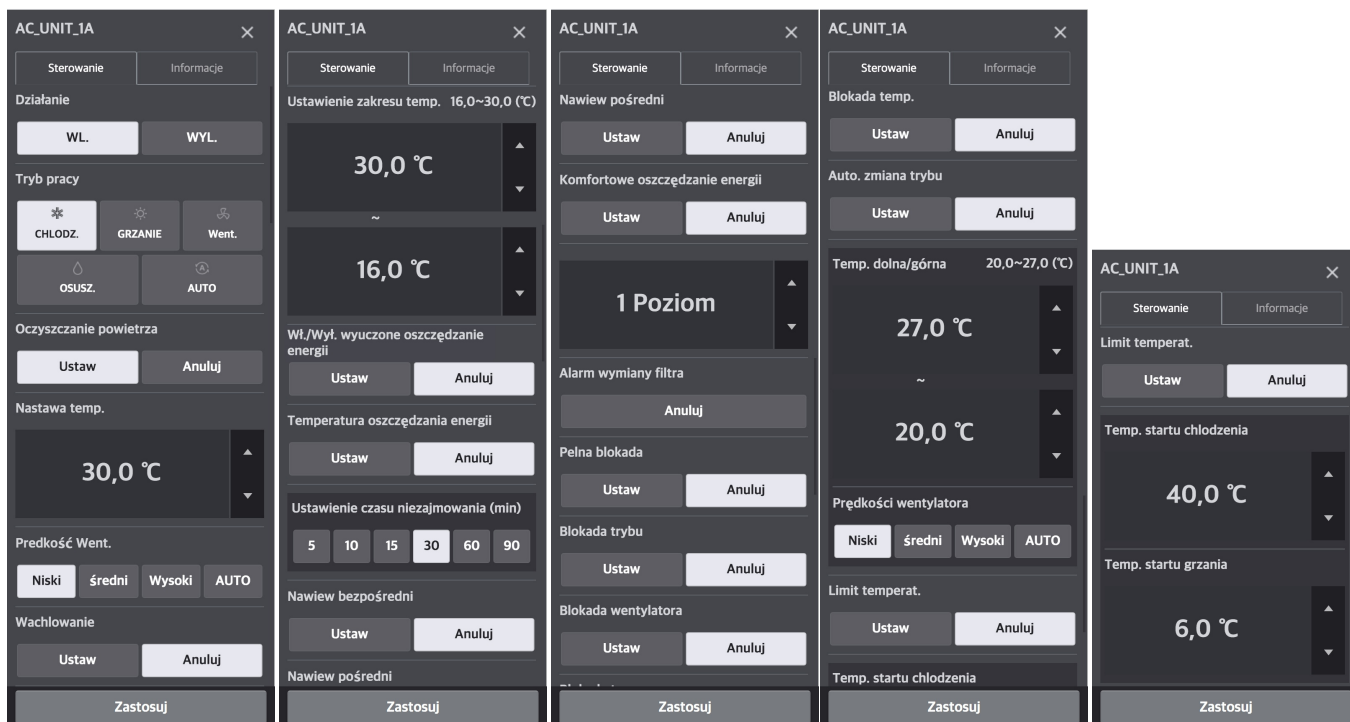 AC_UNIT_1A ×
Sterowanie Informacje
Działanie
WL. WYL.
Tryb pracy
CHLODZ. GRZANIE Went.
OSUSZ. AUTO
Oczyszczanie powietrza
Ustaw Anuluj
Nastawa temp.
30,0 ℃
Predkość Went.
Niski średni Wysoki AUTO
Wachlowanie
Ustaw Anuluj
Zastosuj
AC_UNIT_1A ×
Sterowanie Informacje
Ustawienie zakresu temp. 16,0~30,0 (℃)
30,0 ℃
~
16,0 ℃
Wł./Wył. wyuczone oszczędzanie
energii
Ustaw Anuluj
Temperatura oszczędzania energii
Ustaw Anuluj
Ustawienie czasu niezajmowania (min)
5 10 15 30 60 90
Nawiew bezpośredni
Ustaw Anuluj
Nawiew pośredni
Zastosuj
AC_UNIT_1A ×
Sterowanie Informacje
Nawiew pośredni
Ustaw Anuluj
Komfortowe oszczędzanie energii
Ustaw Anuluj
1 Poziom
Alarm wymiany filtra
Anuluj
Pelna blokada
Ustaw Anuluj
Blokada trybu
Ustaw Anuluj
Blokada wentylatora
Ustaw Anuluj
Zastosuj
AC_UNIT_1A ×
Sterowanie Informacje
Blokada temp.
Ustaw Anuluj
Auto. zmiana trybu
Ustaw Anuluj
Temp. dolna/górna 20,0~27,0 (℃)
27,0 ℃
~
20,0 ℃
Prędkości wentylatora
Niski średni Wysoki AUTO
Limit temperat.
Ustaw Anuluj
Temp. startu chlodzenia
Zastosuj
AC_UNIT_1A ×
Sterowanie Informacje
Limit temperat.
Ustaw Anuluj
Temp. startu chlodzenia
40,0 ℃
Temp. startu grzania
6,0 ℃
Zastosuj